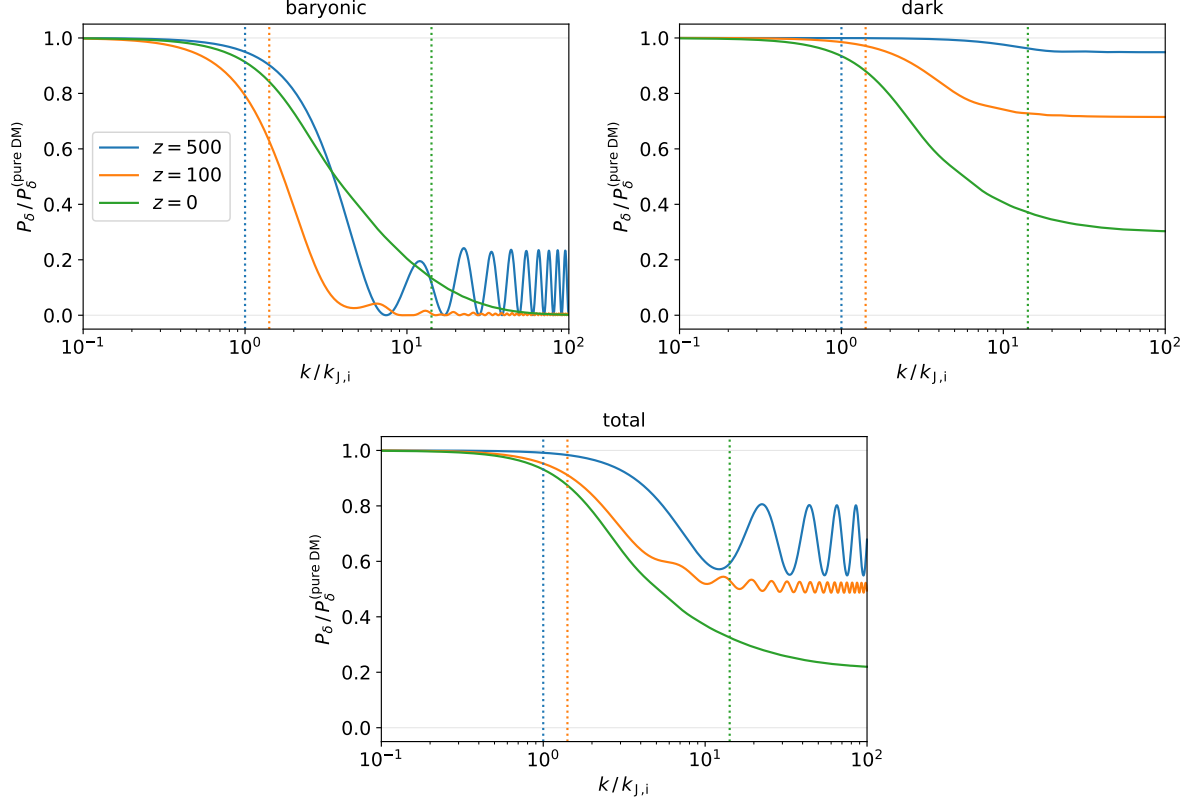 baryonic
1.0
0.8
0.6
0.4
0.2
0.0
P_δ / P_δ^(pure DM)
z = 500
z = 100
z = 0
10^−1
10^0
10^1
10^2
k / k_J,i
dark
1.0
0.8
0.6
0.4
0.2
0.0
P_δ / P_δ^(pure DM)
10^−1
10^0
10^1
10^2
k / k_J,i
total
1.0
0.8
0.6
0.4
0.2
0.0
P_δ / P_δ^(pure DM)
10^−1
10^0
10^1
10^2
k / k_J,i